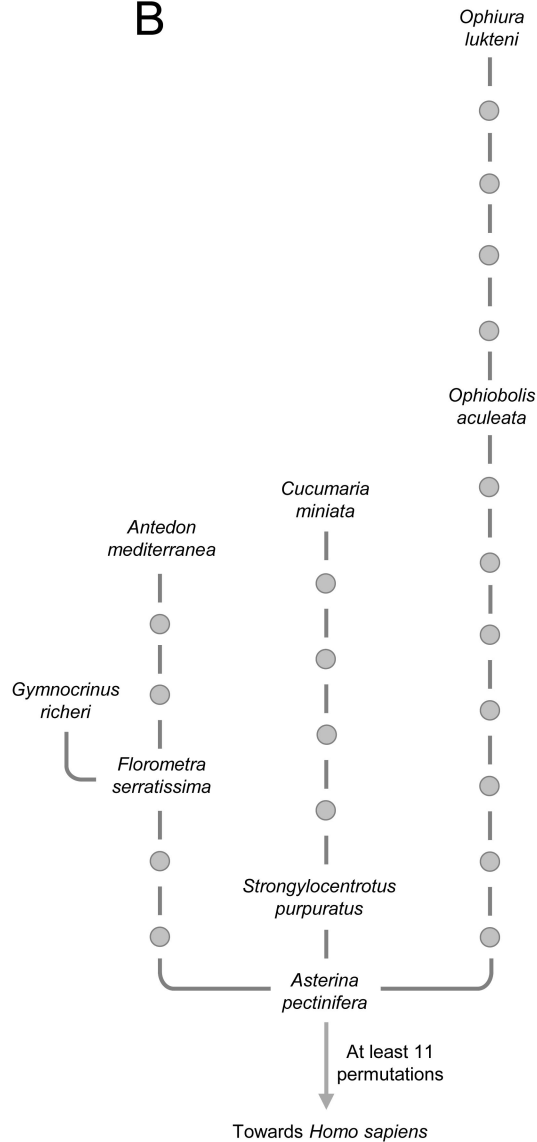 B
Ophiura
lukteni
Ophiobolis
aculeata
Cucumaria
miniata
Antedon
mediterranea
Gymnocrinus
richeri
Florometra
serratissima
Strongylocentrotus
purpuratus
Asterina
pectinifera
At least 11
permutations
Towards Homo sapiens